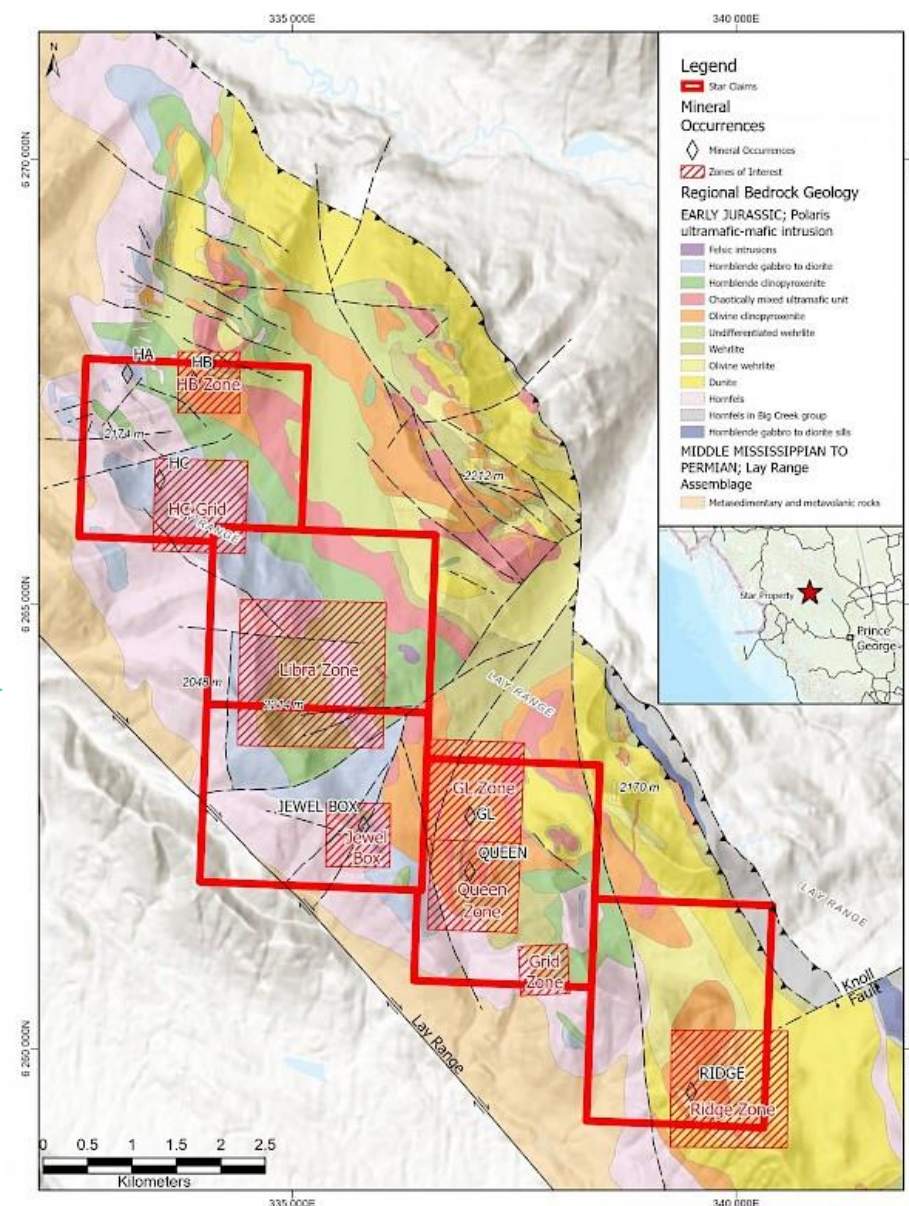 335 000E
340 000E
N
6 270 000N
6 265 000N
6 260 000N
Legend
Star Claims
Mineral
Occurrences
Mineral Occurrences
Zones of Interest
Regional Bedrock Geology
EARLY JURASSIC; Polaris
ultramafic-mafic intrusion
Felsic intrusions
Hornblende gabbro to diorite
Hornblende clinopyroxenite
Chaotically mixed ultramafic unit
Olivine clinopyroxenite
Undifferentiated wehrlite
Wehrlite
Olivine wehrlite
Dunite
Hornfels
Hornfels in Big Creek group
Hornblende gabbro to diorite sills
MIDDLE MISSISSIPPIAN TO
PERMIAN; Lay Range
Assemblage
Metasedimentary and metavolanic rocks
Star Property
Prince
George
HA
HB
HB Zone
2174 m
2212 m
HC
HC Grid
LAY RANGE
Libra Zone
2048 m
LAY RANGE
GL Zone
GL
2170 m
JEWEL BOX
Jewel
Box
QUEEN
Queen
Zone
LAY RANGE
Grid
Zone
Knoll
Fault
Lay Range
RIDGE
Ridge Zone
0 0.5 1 1.5 2 2.5
Kilometers
335 000E
340 000E